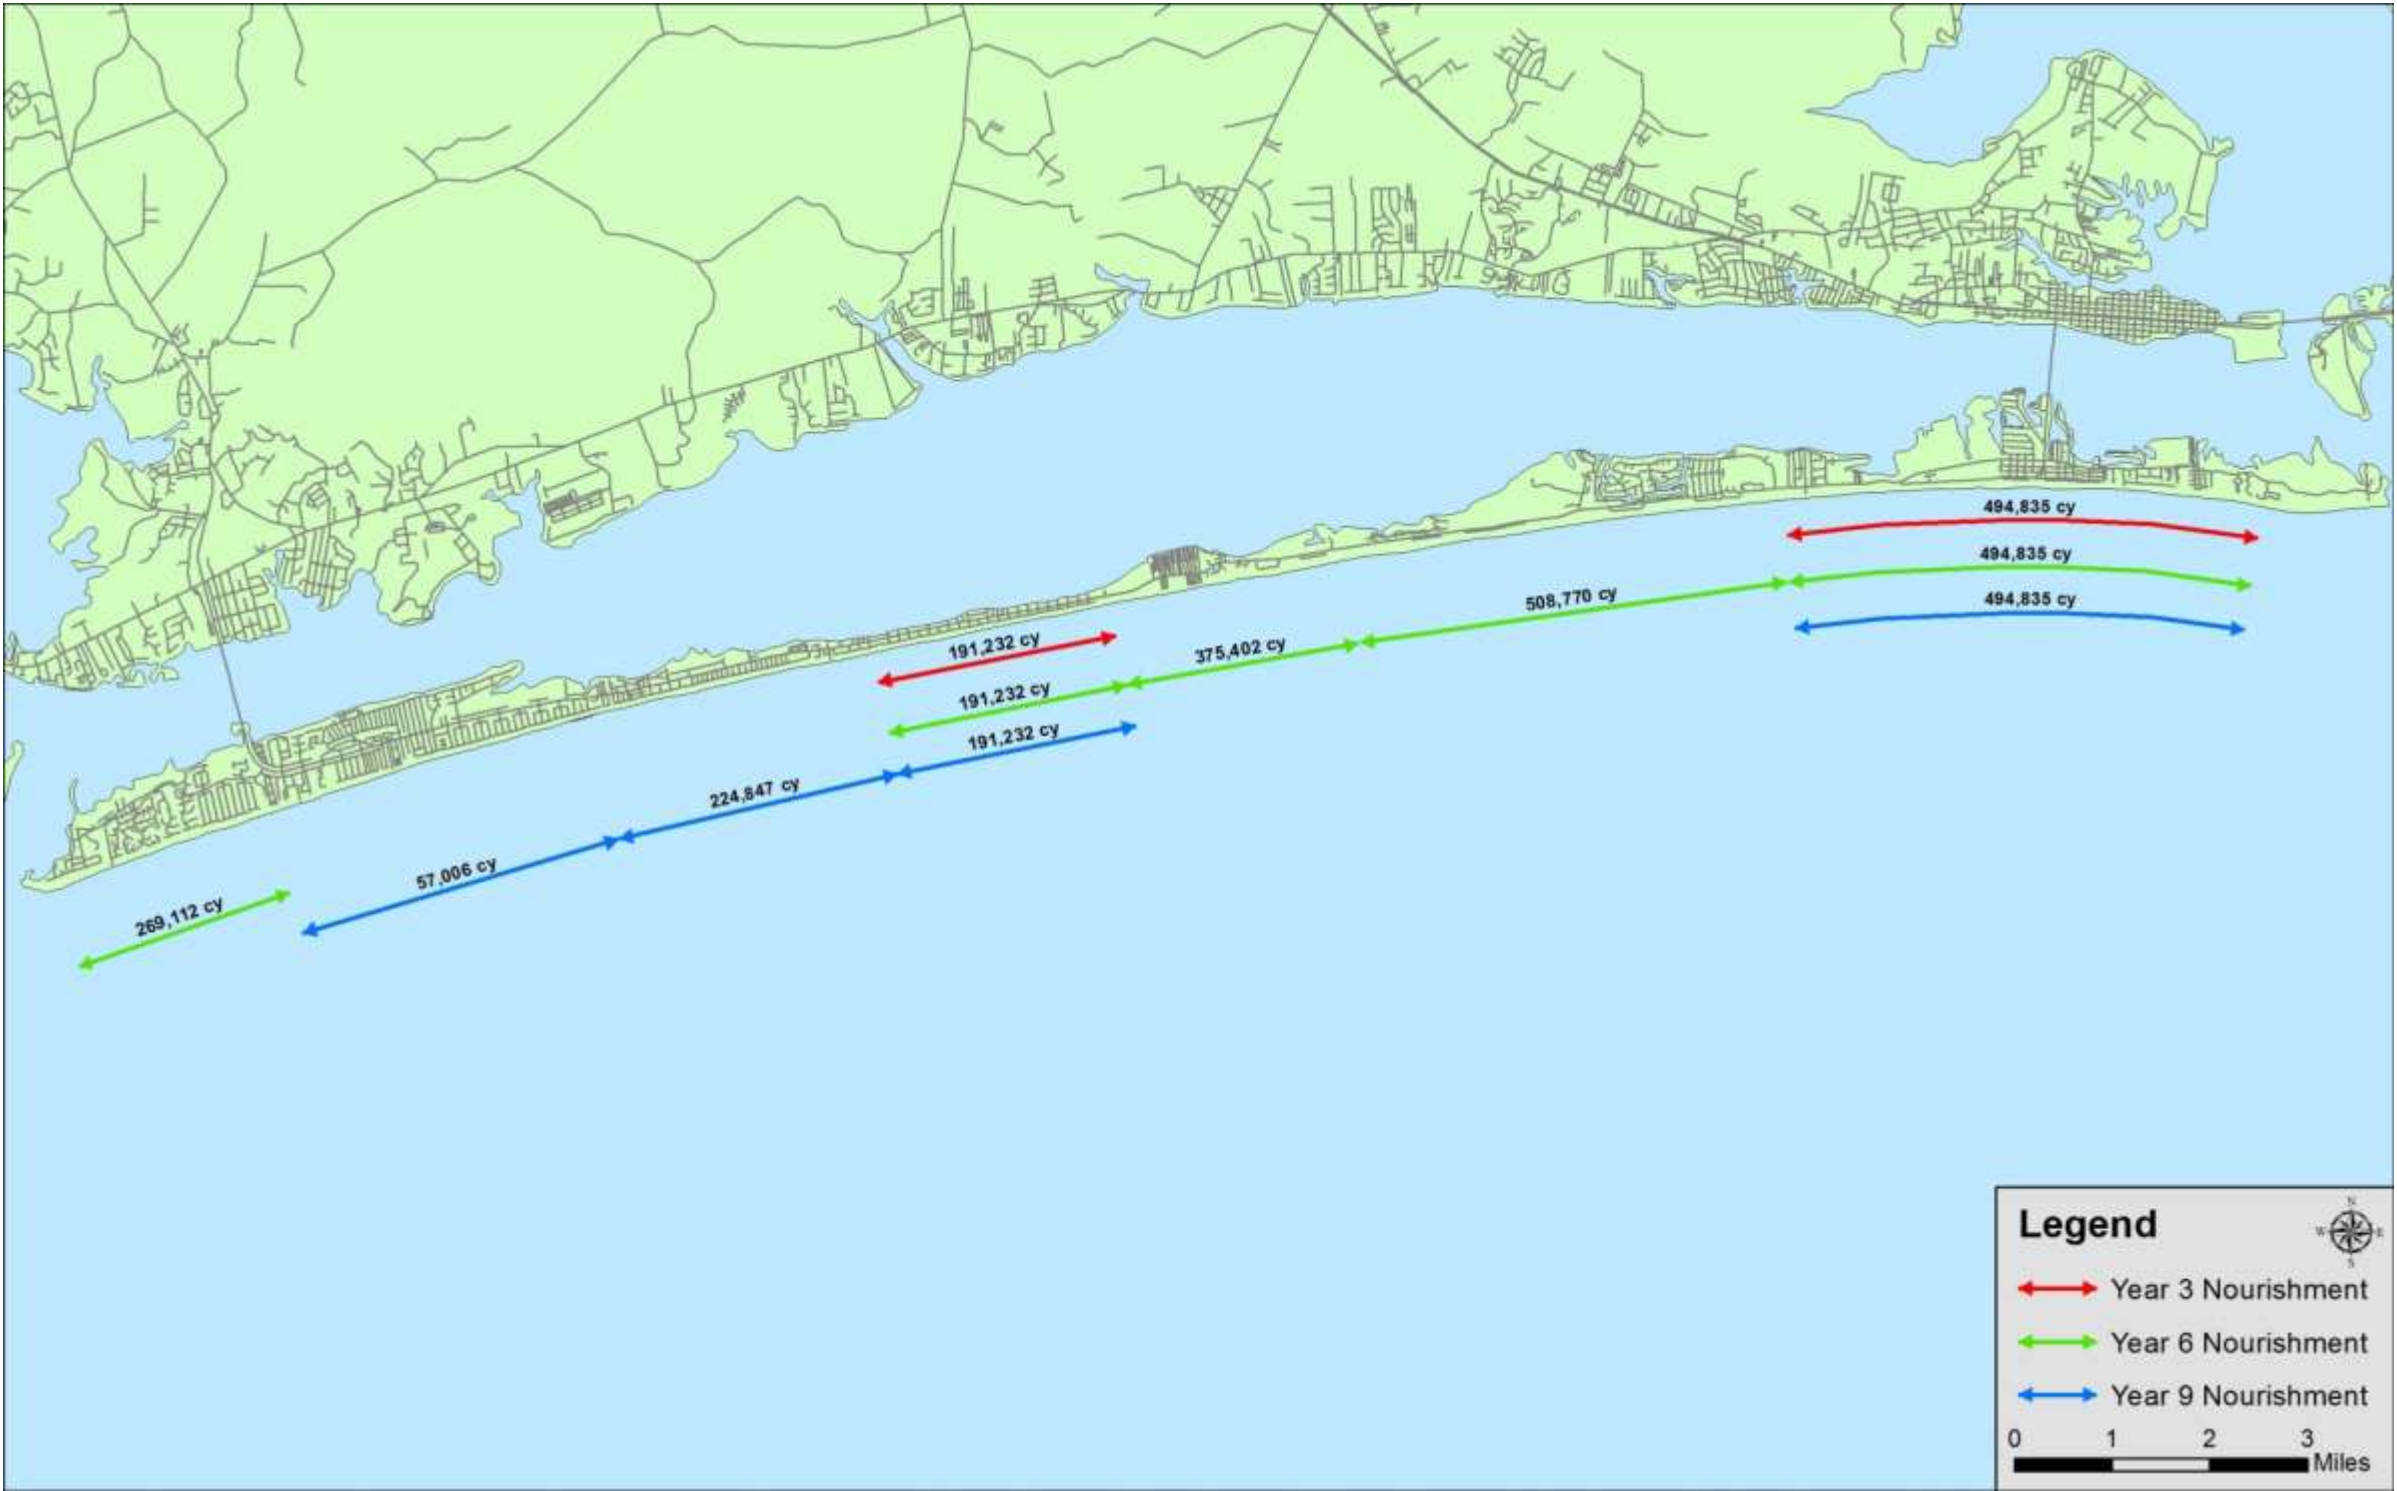 494,835 cy
494,835 cy
508,770 cy
494,835 cy
191,232 cy
375,402 cy
191,232 cy
191,232 cy
224,847 cy
57,006 cy
269,112 cy
Legend
N
W E
S
Year 3 Nourishment
Year 6 Nourishment
Year 9 Nourishment
0 1 2 3
Miles